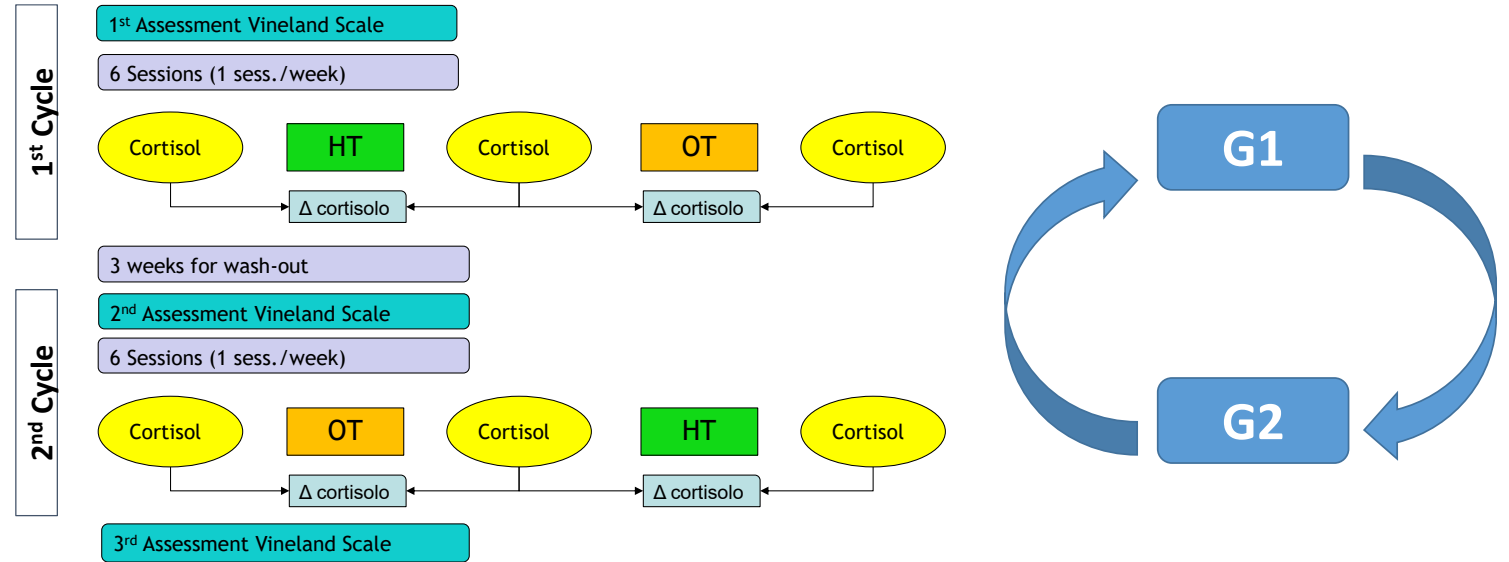 1st Cycle
1st Assessment Vineland Scale
6 Sessions (1 sess./week)
Cortisol HT Cortisol OT Cortisol
Δ cortisolo Δ cortisolo
3 weeks for wash-out
2nd Cycle
2nd Assessment Vineland Scale
6 Sessions (1 sess./week)
Cortisol OT Cortisol HT Cortisol
Δ cortisolo Δ cortisolo
3rd Assessment Vineland Scale
G1
G2